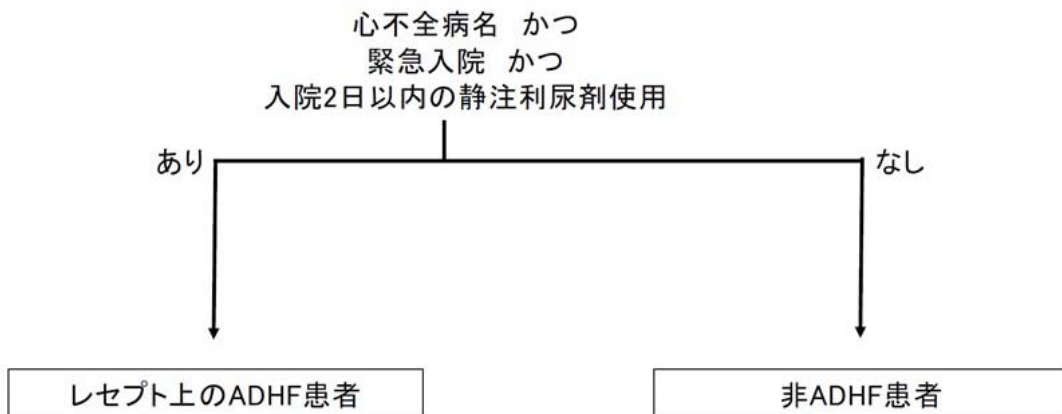 心不全病名　かつ
緊急入院　かつ
入院2日以内の静注利尿剤使用
あり
なし
レセプト上のADHF患者
非ADHF患者